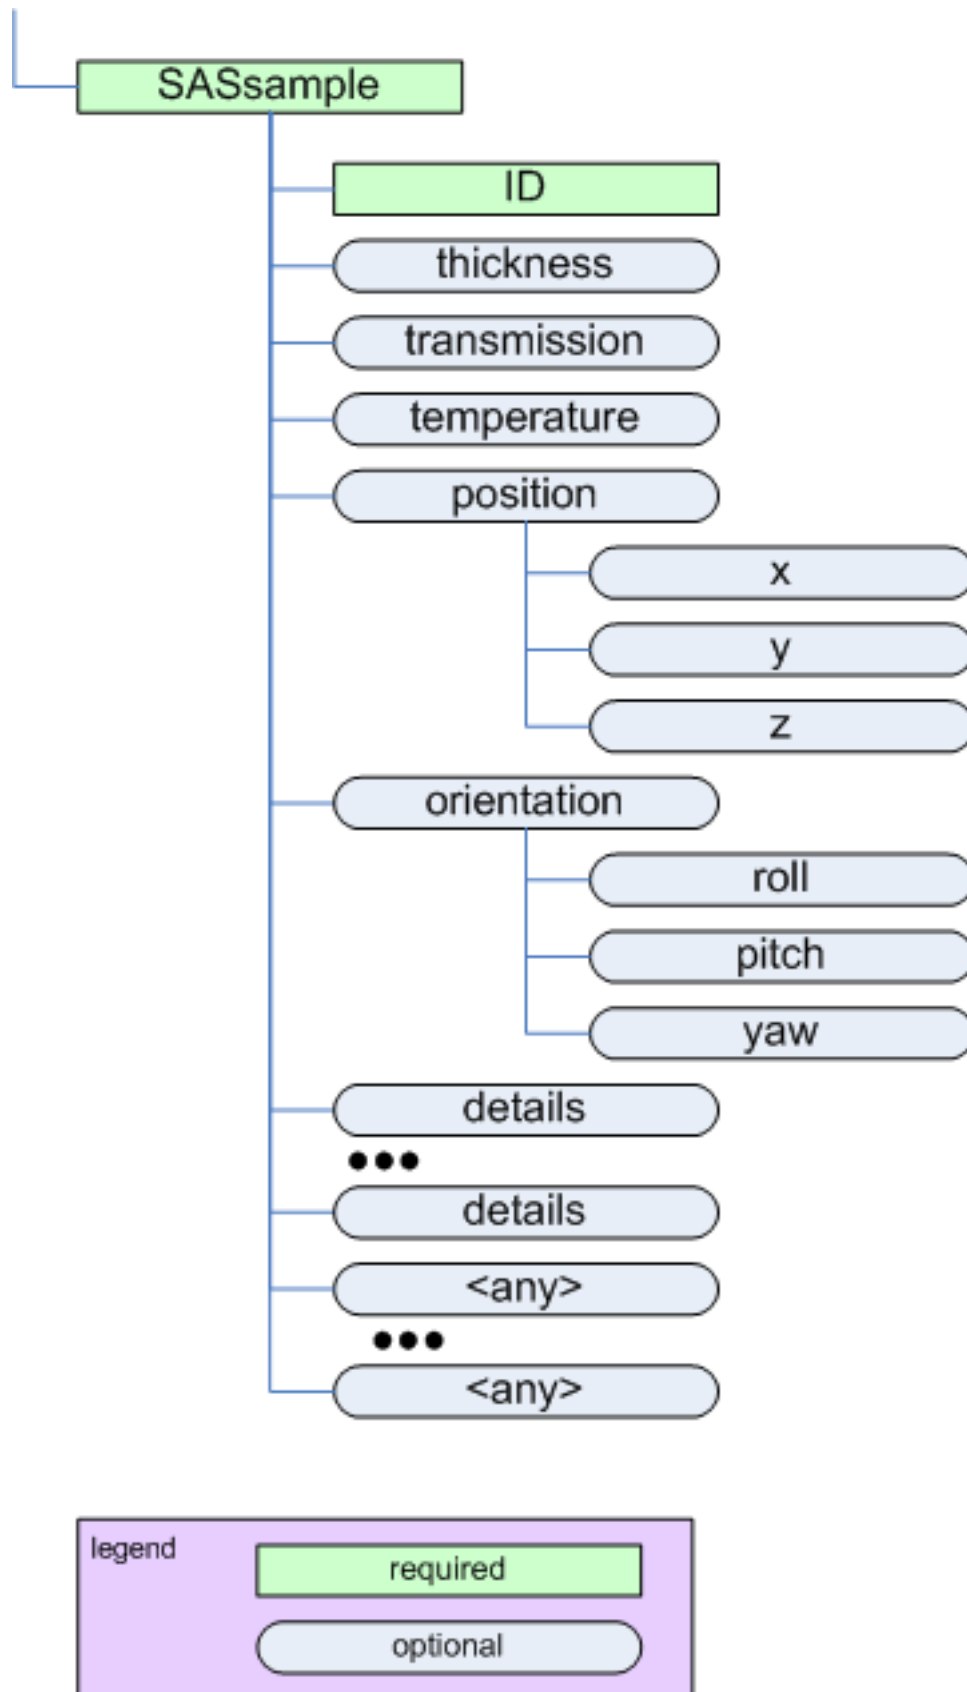 SASsample
ID
thickness
transmission
temperature
position
x
y
z
orientation
roll
pitch
yaw
details
details
<any>
<any>
legend
required
optional